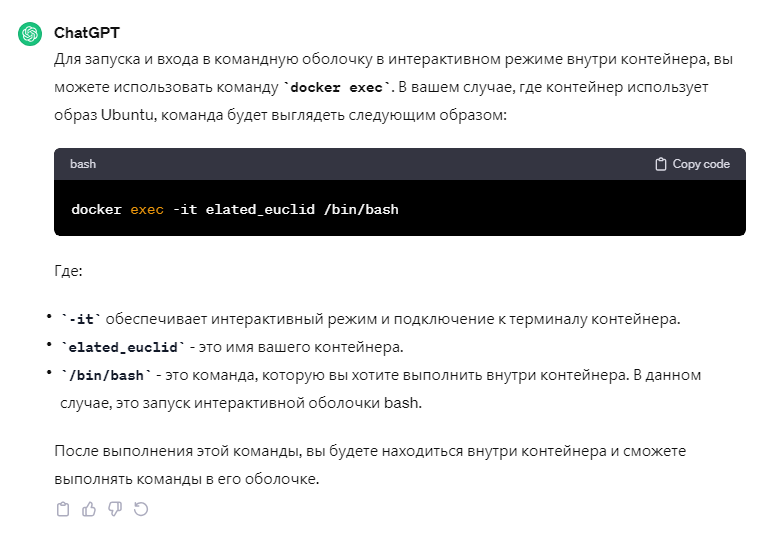 ChatGPT
Для запуска и входа в командную оболочку в интерактивном режиме внутри контейнера, вы
можете использовать команду `docker exec`. В вашем случае, где контейнер использует
образ Ubuntu, команда будет выглядеть следующим образом:
bash
Copy code
docker exec -it elated_euclid /bin/bash
Где:
• `-it` обеспечивает интерактивный режим и подключение к терминалу контейнера.
• `elated_euclid` - это имя вашего контейнера.
• `/bin/bash` - это команда, которую вы хотите выполнить внутри контейнера. В данном
случае, это запуск интерактивной оболочки bash.
После выполнения этой команды, вы будете находиться внутри контейнера и сможете
выполнять команды в его оболочке.